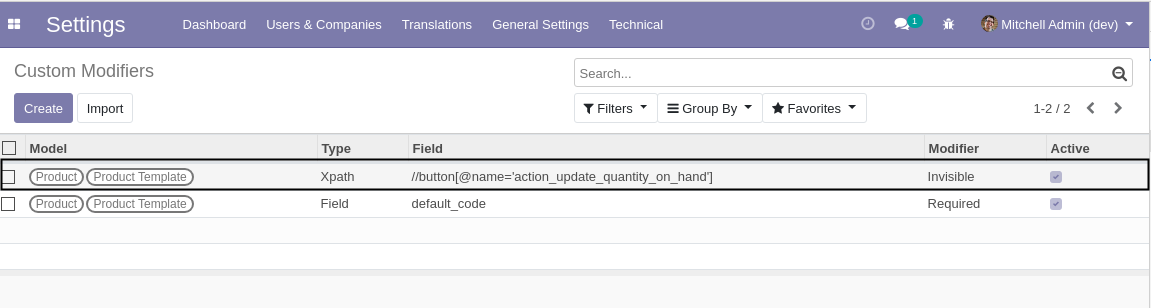 Settings Dashboard Users & Companies Translations General Settings Technical 1 Mitchell Admin (dev)
Custom Modifiers Search...
Create Import Filters Group By Favorites 1-2 / 2
Model Type Field Modifier Active
Product Product Template Xpath //button[@name='action_update_quantity_on_hand'] Invisible
Product Product Template Field default_code Required